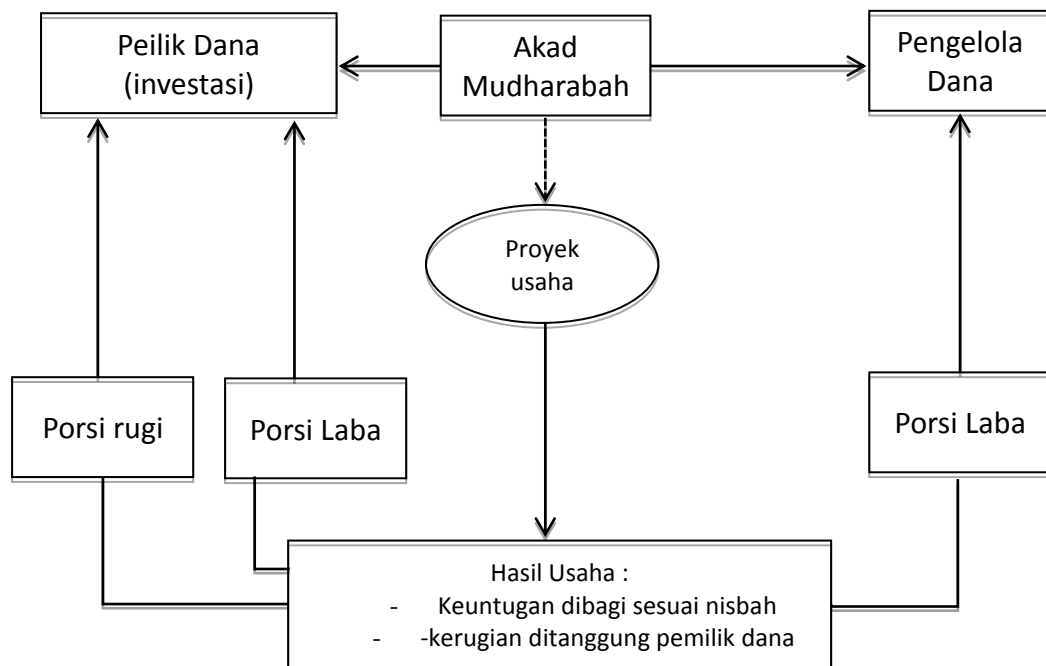 Peilik Dana
(investasi)
Akad
Mudharabah
Pengelola
Dana
Proyek
usaha
Porsi rugi
Porsi Laba
Porsi Laba
Hasil Usaha :
- Keuntugan dibagi sesuai nisbah
- -kerugian ditanggung pemilik dana